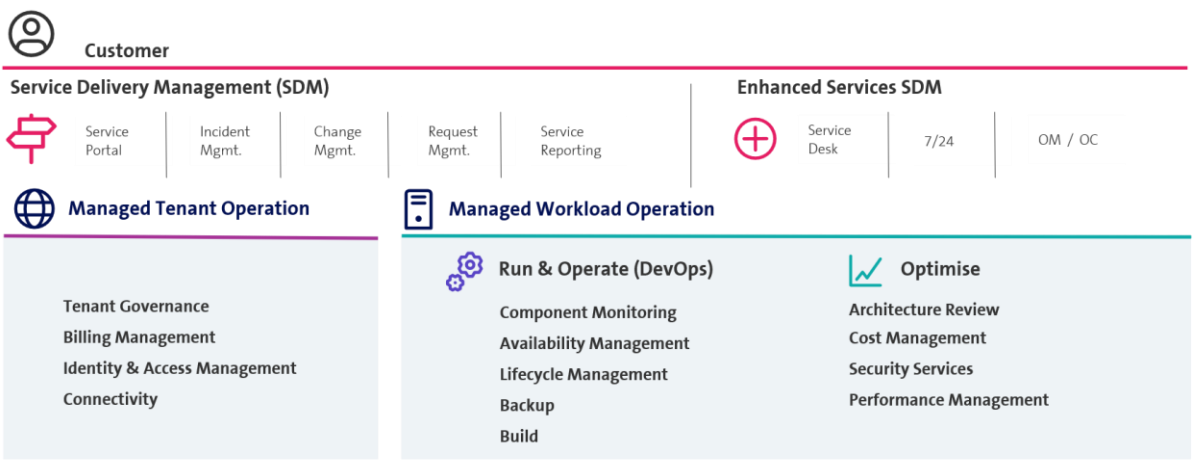 Customer
Service Delivery Management (SDM)
Enhanced Services SDM
Service
Portal
Incident
Mgmt.
Change
Mgmt.
Request
Mgmt.
Service
Reporting
Service
Desk
7/24
OM / OC
Managed Tenant Operation
Managed Workload Operation
Tenant Governance
Billing Management
Identity & Access Management
Connectivity
Run & Operate (DevOps)
Component Monitoring
Availability Management
Lifecycle Management
Backup
Build
Optimise
Architecture Review
Cost Management
Security Services
Performance Management